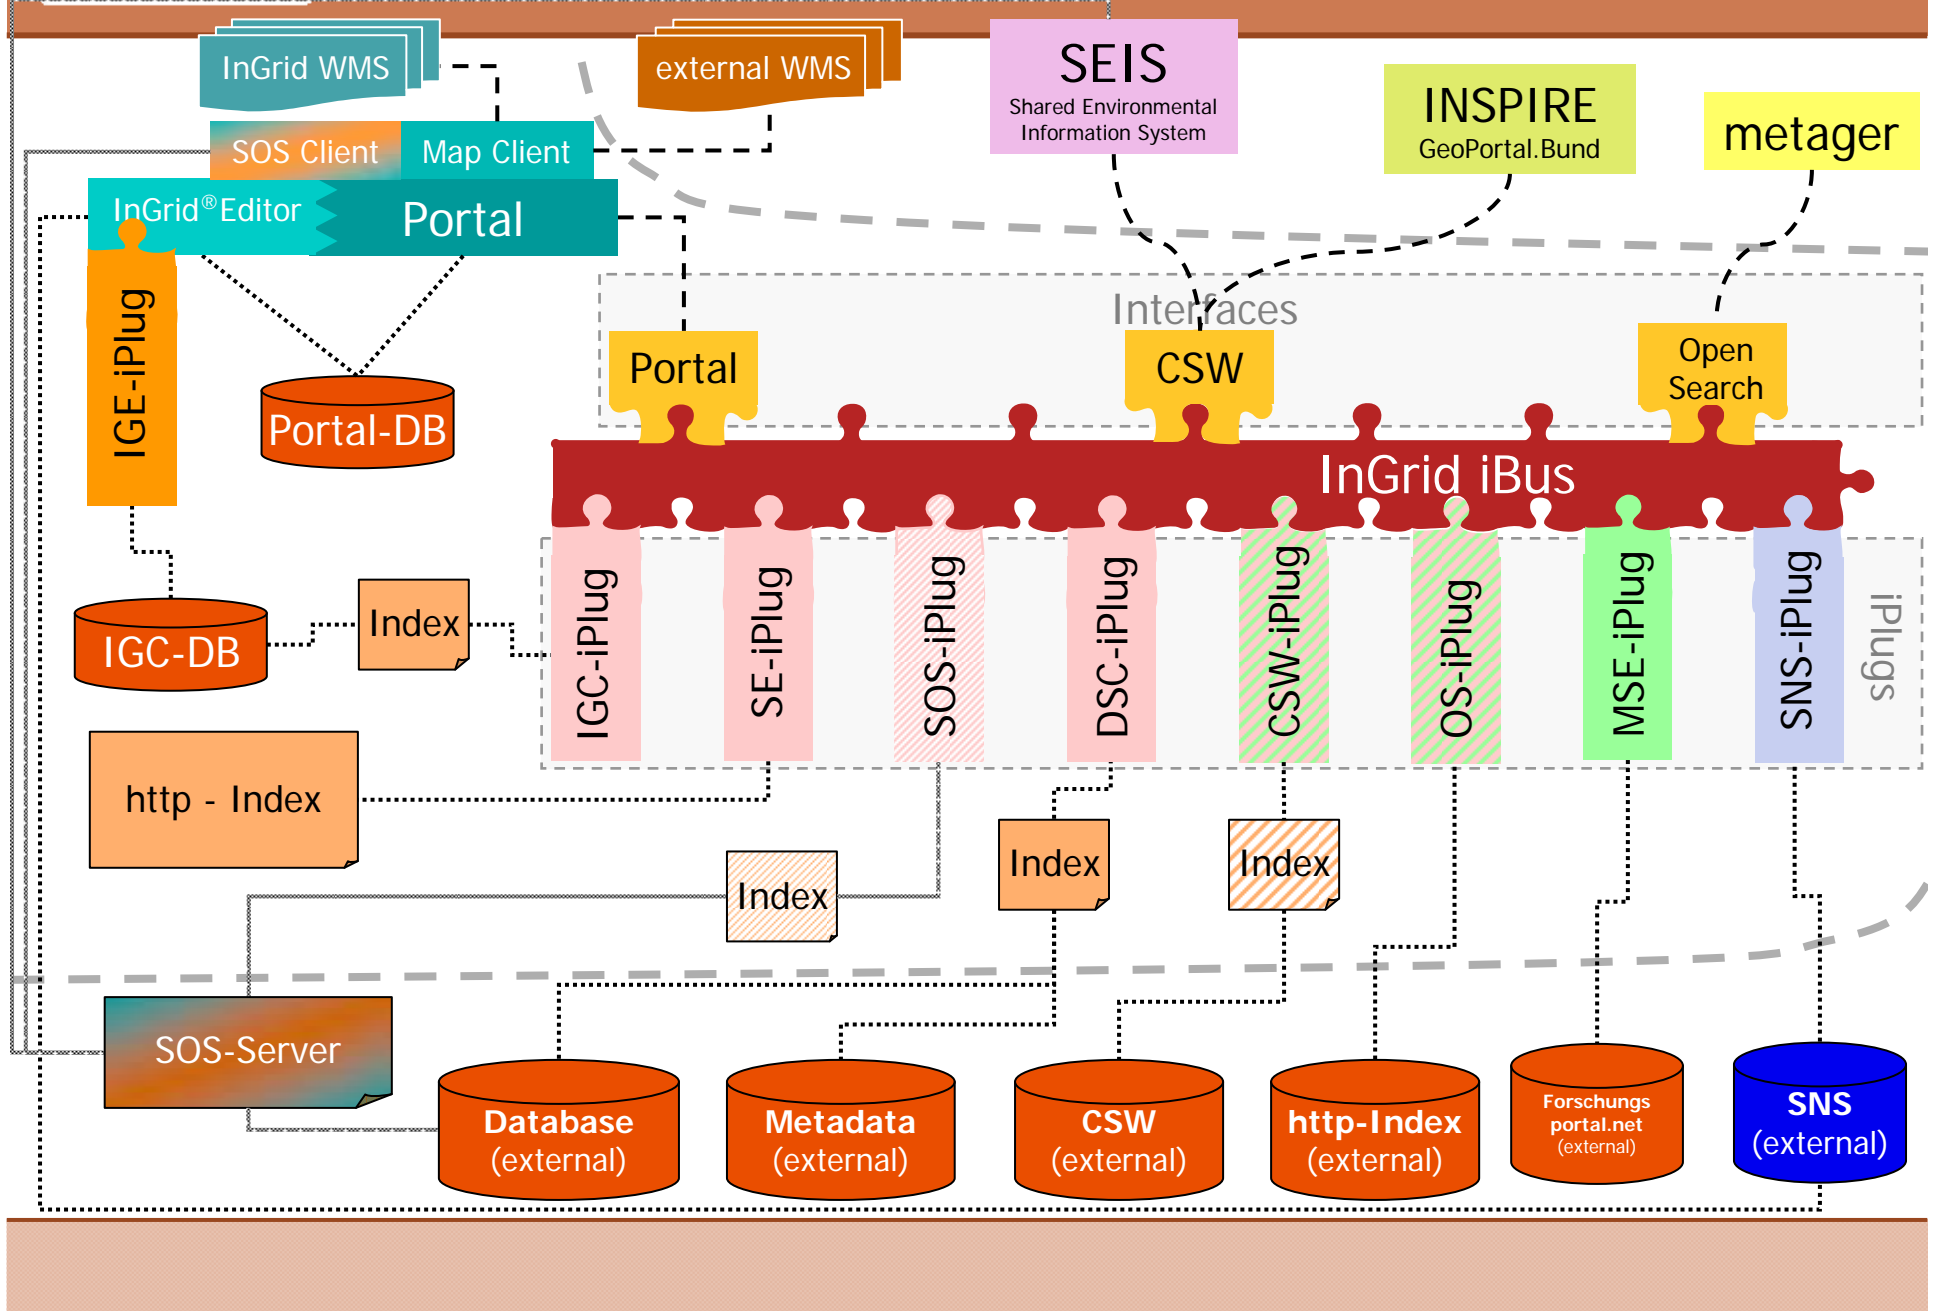 InGrid WMS
external WMS
SEIS
Shared Environmental
Information System
INSPIRE
GeoPortal.Bund
metager
SOS Client
Map Client
InGrid®Editor
Portal
IGE-iPlug
Portal-DB
Interfaces
Portal
CSW
Open
Search
InGrid iBus
IGC-DB
Index
IGC-iPlug
SE-iPlug
SOS-iPlug
DSC-iPlug
CSW-iPlug
OS-iPlug
MSE-iPlug
SNS-iPlug
iPlugs
http - Index
Index
Index
Index
SOS-Server
Database
(external)
Metadata
(external)
CSW
(external)
http-Index
(external)
Forschungs
portal.net
(external)
SNS
(external)